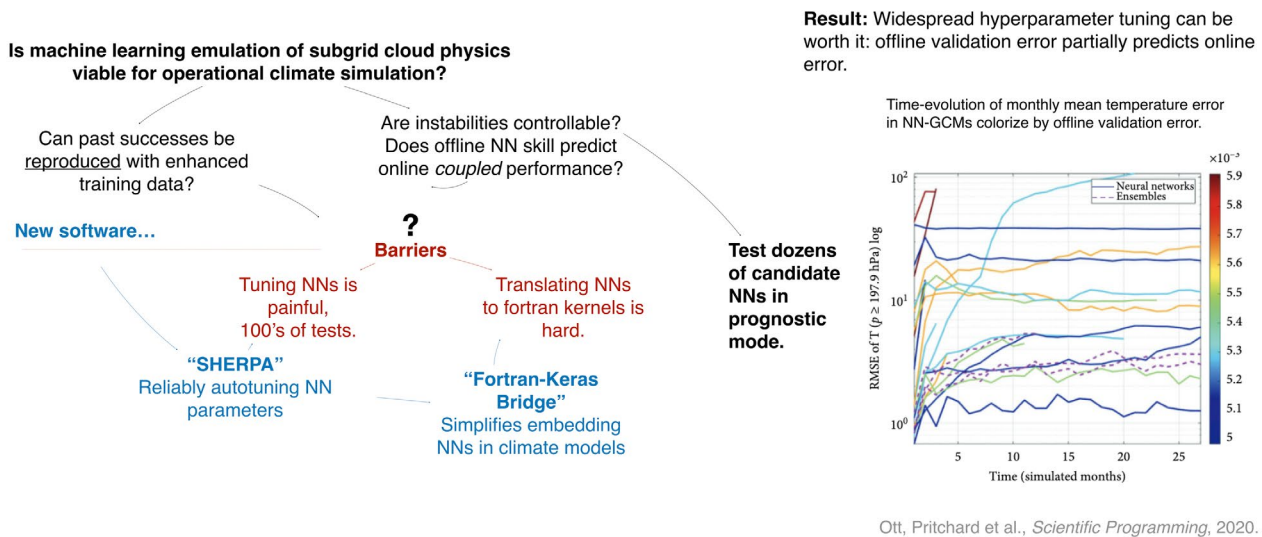 Is machine learning emulation of subgrid cloud physics
viable for operational climate simulation?
Can past successes be
reproduced with enhanced
training data?
Are instabilities controllable?
Does offline NN skill predict
online coupled performance?
New software…
?
Barriers
Tuning NNs is
painful,
100's of tests.
Translating NNs
to fortran kernels is
hard.
“SHERPA”
Reliably autotuning NN
parameters
“Fortran-Keras
Bridge”
Simplifies embedding
NNs in climate models
Test dozens
of candidate
NNs in
prognostic
mode.
Result: Widespread hyperparameter tuning can be
worth it: offline validation error partially predicts online
error.
Time-evolution of monthly mean temperature error
in NN-GCMs colorize by offline validation error.
×10⁻³
10²
10¹
10⁰
RMSE of T (p ≥ 197.9 hPa) log
Neural networks
Ensembles
5
10
15
20
25
Time (simulated months)
5.9
5.8
5.7
5.6
5.5
5.4
5.3
5.2
5.1
5
Ott, Pritchard et al., Scientific Programming, 2020.